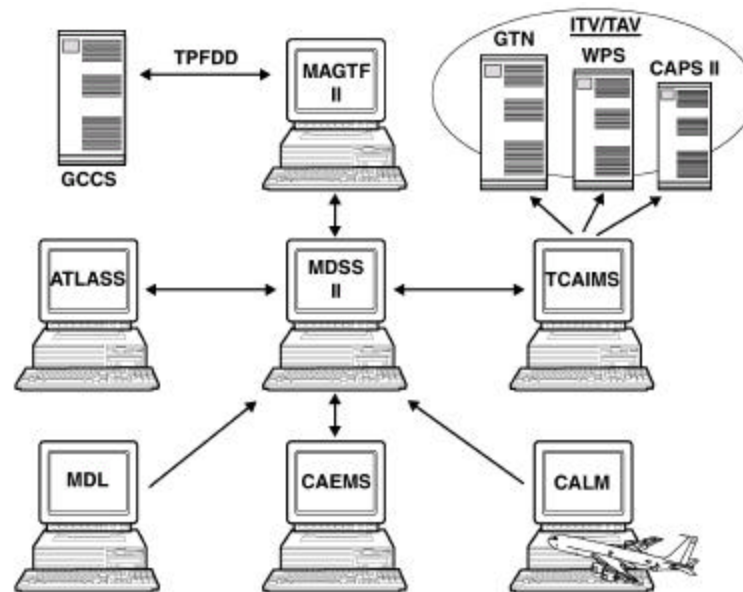 ITV/TAV
GTN
WPS
CAPS II
TPFDD
MAGTF
II
GCCS
ATLASS
MDSS
II
TCAIMS
MDL
CAEMS
CALM